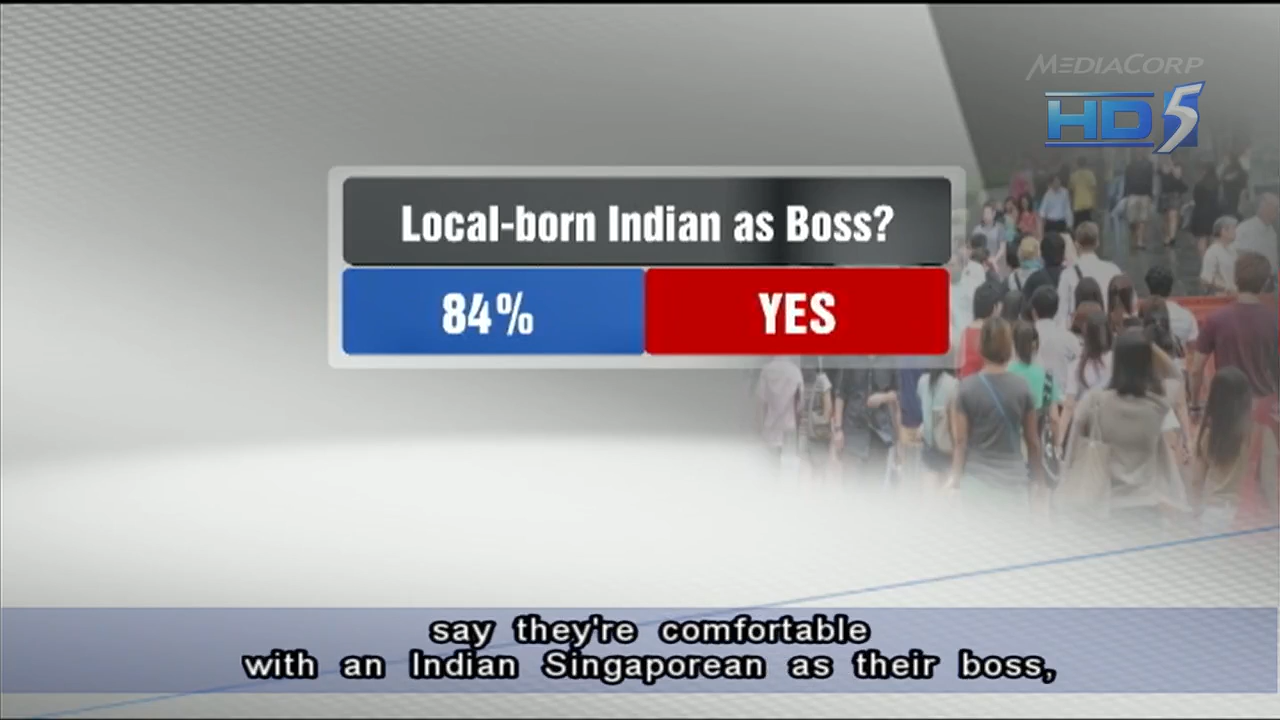 MEDIACORP
HD5
Local-born Indian as Boss?
84% YES
say they're comfortable
with an Indian Singaporean as their boss,